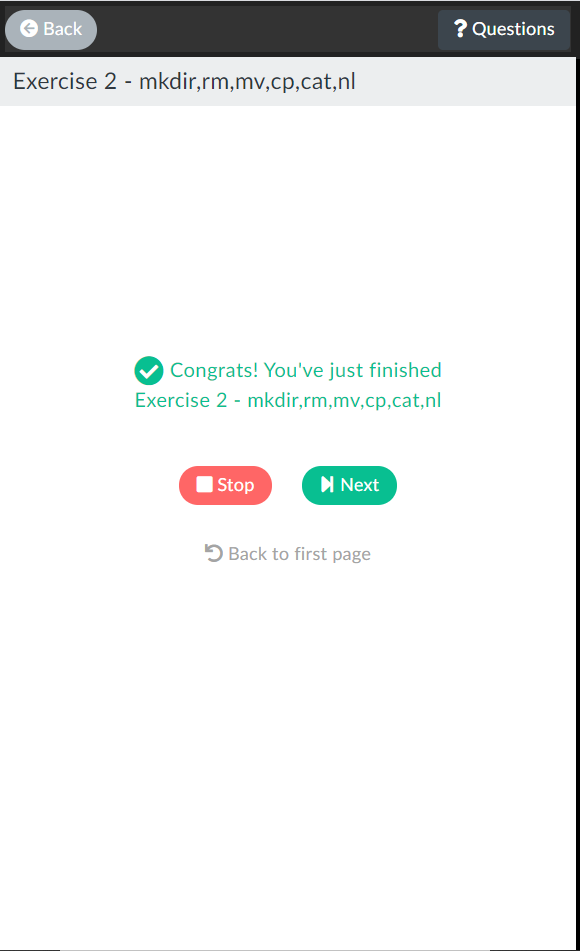 Back
? Questions
Exercise 2 - mkdir,rm,mv,cp,cat,nl
Congrats! You've just finished
Exercise 2 - mkdir,rm,mv,cp,cat,nl
Stop
Next
Back to first page